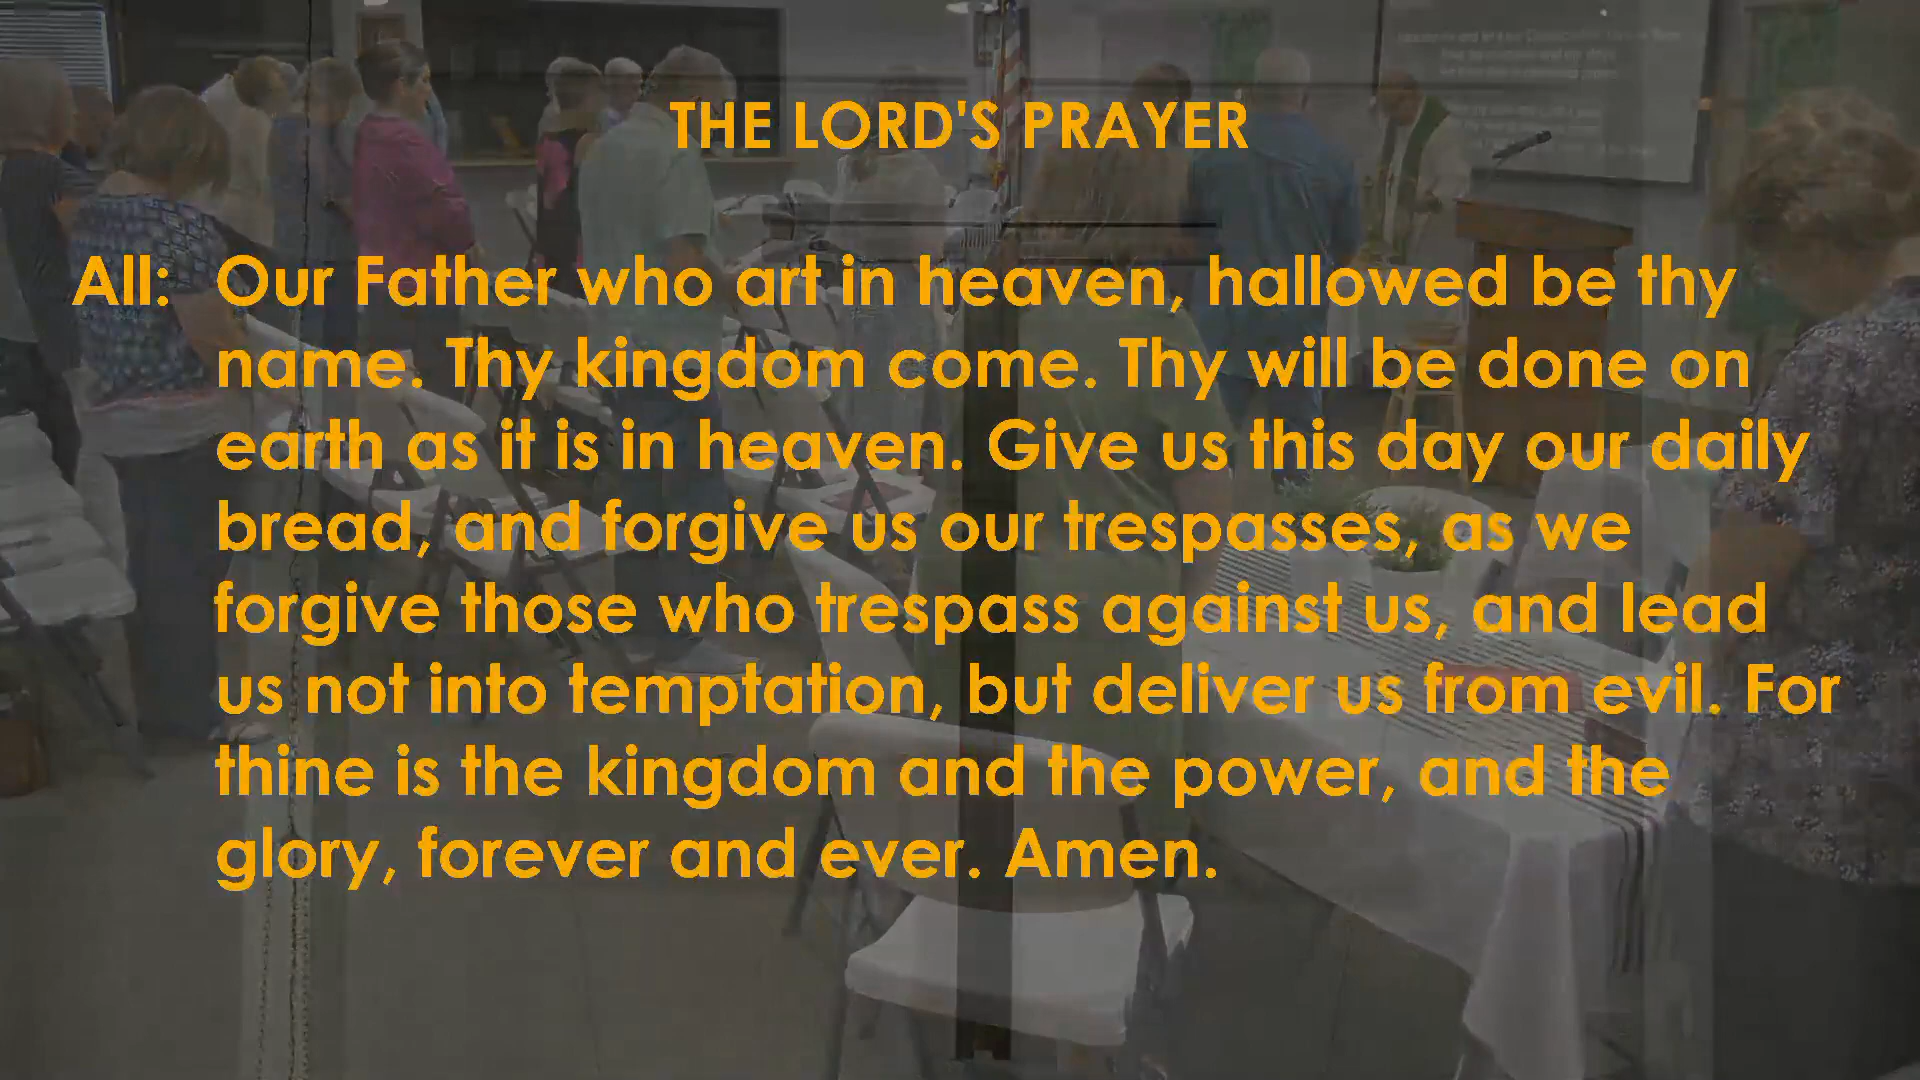 THE LORD'S PRAYER
All: Our Father who art in heaven, hallowed be thy
name. Thy kingdom come. Thy will be done on
earth as it is in heaven. Give us this day our daily
bread, and forgive us our trespasses, as we
forgive those who trespass against us, and lead
us not into temptation, but deliver us from evil. For
thine is the kingdom and the power, and the
glory, forever and ever. Amen.